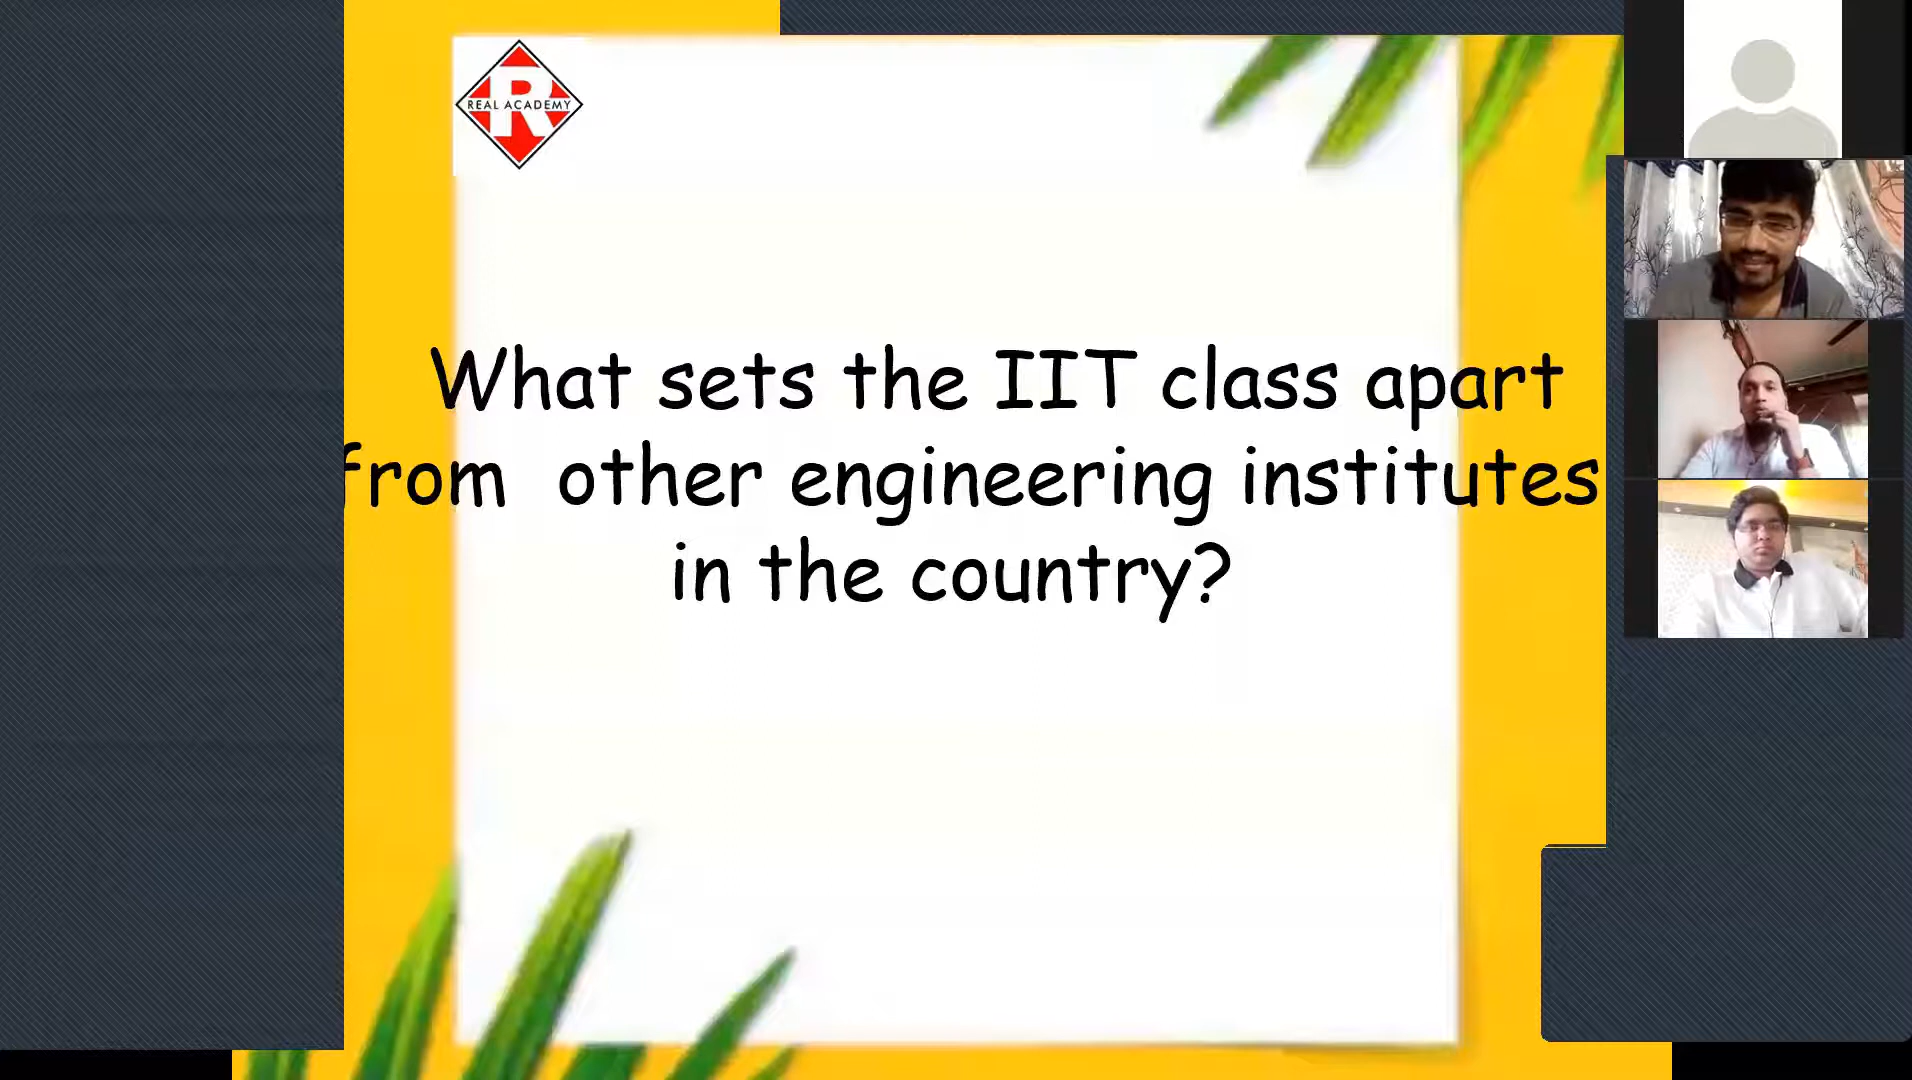 REAL ACADEMY
What sets the IIT class apart
from other engineering institutes
in the country?